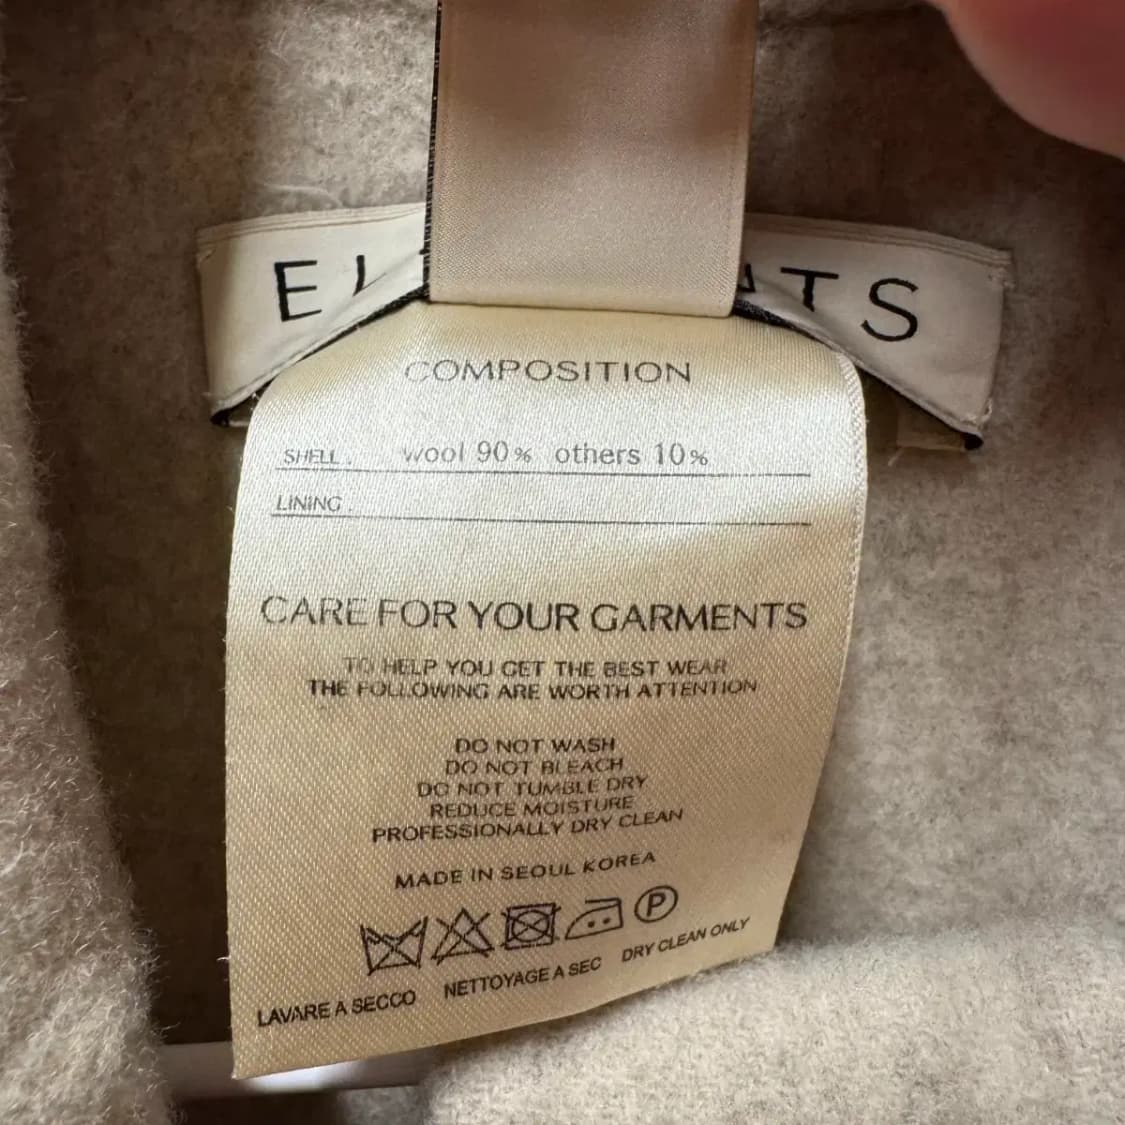 COMPOSITION
SHELL . wool 90% others 10%
LINING .
CARE FOR YOUR GARMENTS
TO HELP YOU GET THE BEST WEAR
THE FOLLOWING ARE WORTH ATTENTION
DO NOT WASH
DO NOT BLEACH
DO NOT TUMBLE DRY
REDUCE MOISTURE
PROFESSIONALLY DRY CLEAN
MADE IN SEOUL KOREA
P
LAVARE A SECCO NETTOYAGE A SEC DRY CLEAN ONLY